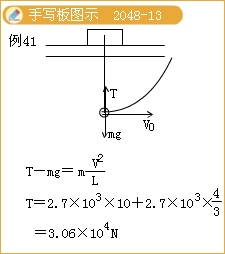 手写板图示 2048-13
例41
T
V₀
mg
T-mg=m V²/L
T=2.7×10³×10+2.7×10³×4/3
=3.06×10⁴N